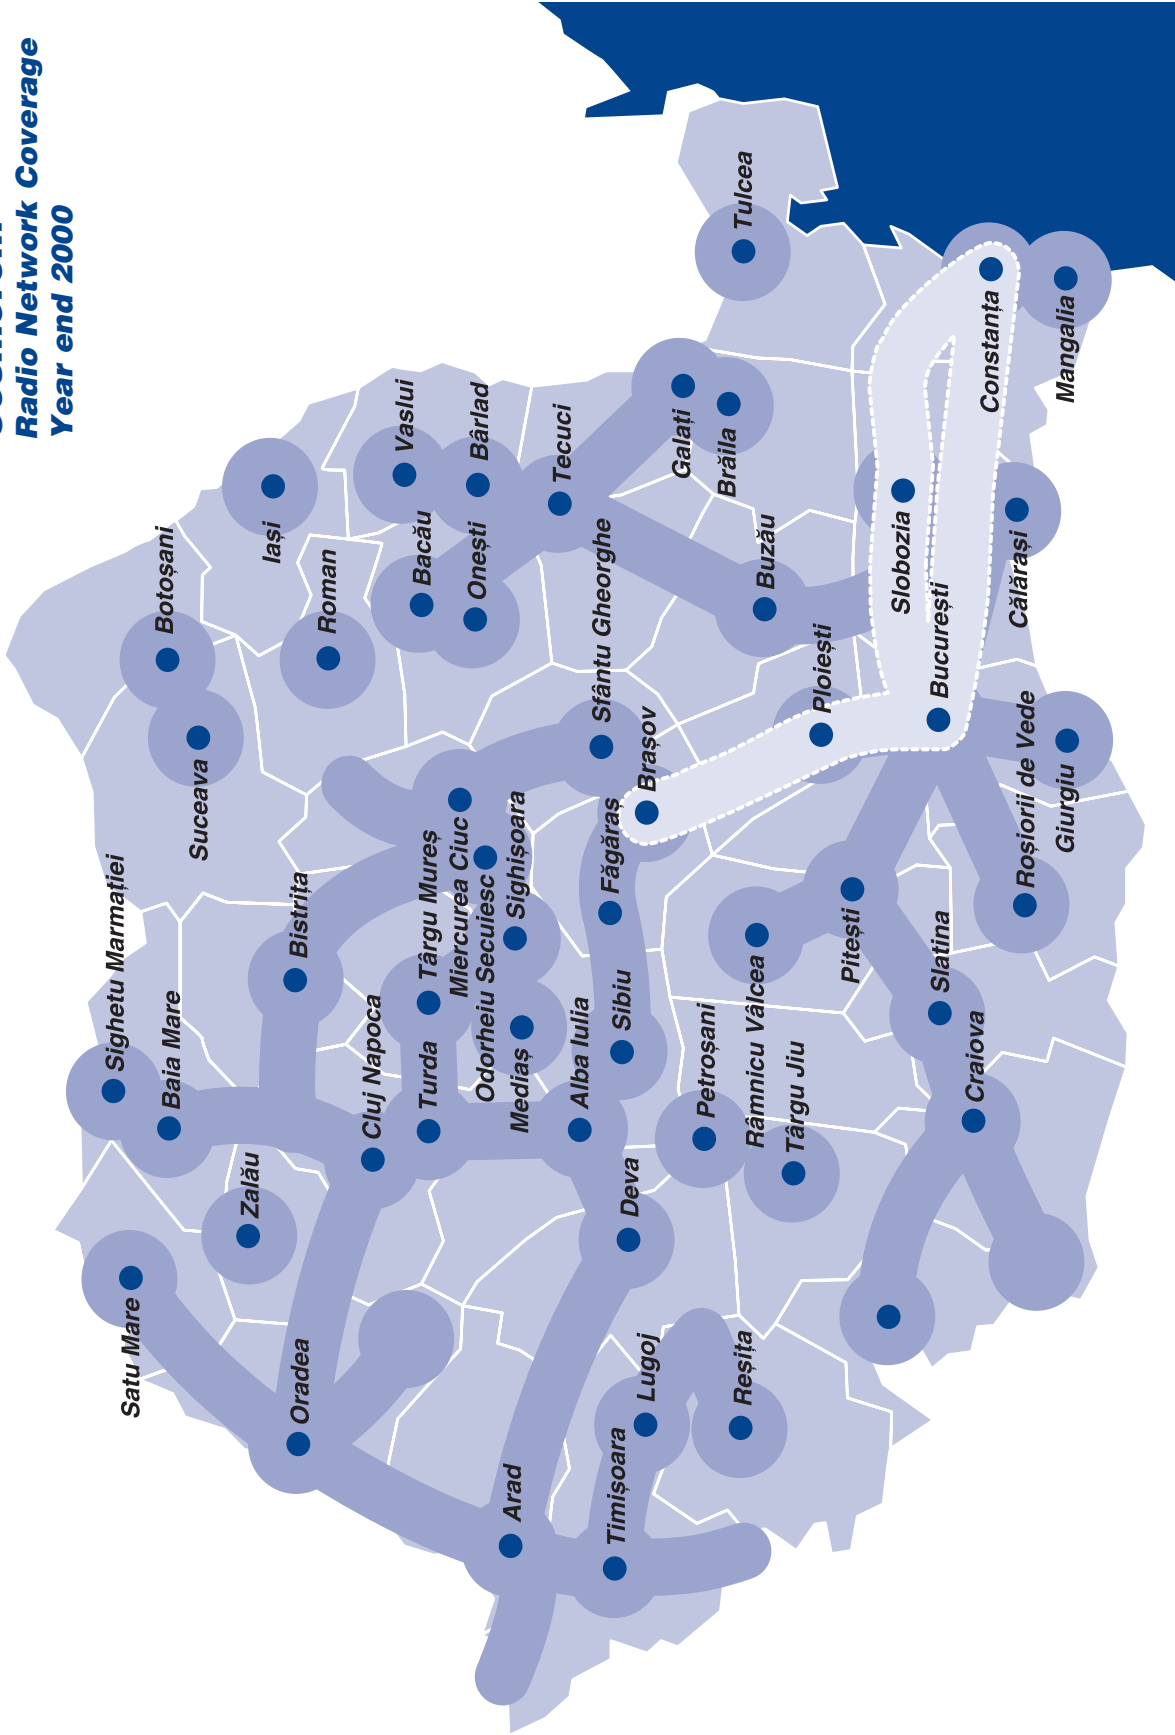 Radio Network Coverage
Year end 2000
Satu Mare
Sighetu Marmației
Baia Mare
Zalău
Suceava
Botoșani
Iași
Oradea
Bistrița
Roman
Cluj Napoca
Turda
Târgu Mureș
Miercurea Ciuc
Odorheiu Secuiesc
Sighișoara
Mediaș
Bacău
Onești
Vaslui
Bârlad
Tecuci
Arad
Alba Iulia
Timișoara
Lugoj
Deva
Sibiu
Făgăraș
Brașov
Sfântu Gheorghe
Galați
Brăila
Tulcea
Reșița
Petroșani
Râmnicu Vâlcea
Târgu Jiu
Buzău
Ploiești
Pitești
Slatina
Craiova
București
Slobozia
Constanța
Călărași
Roșiorii de Vede
Giurgiu
Mangalia